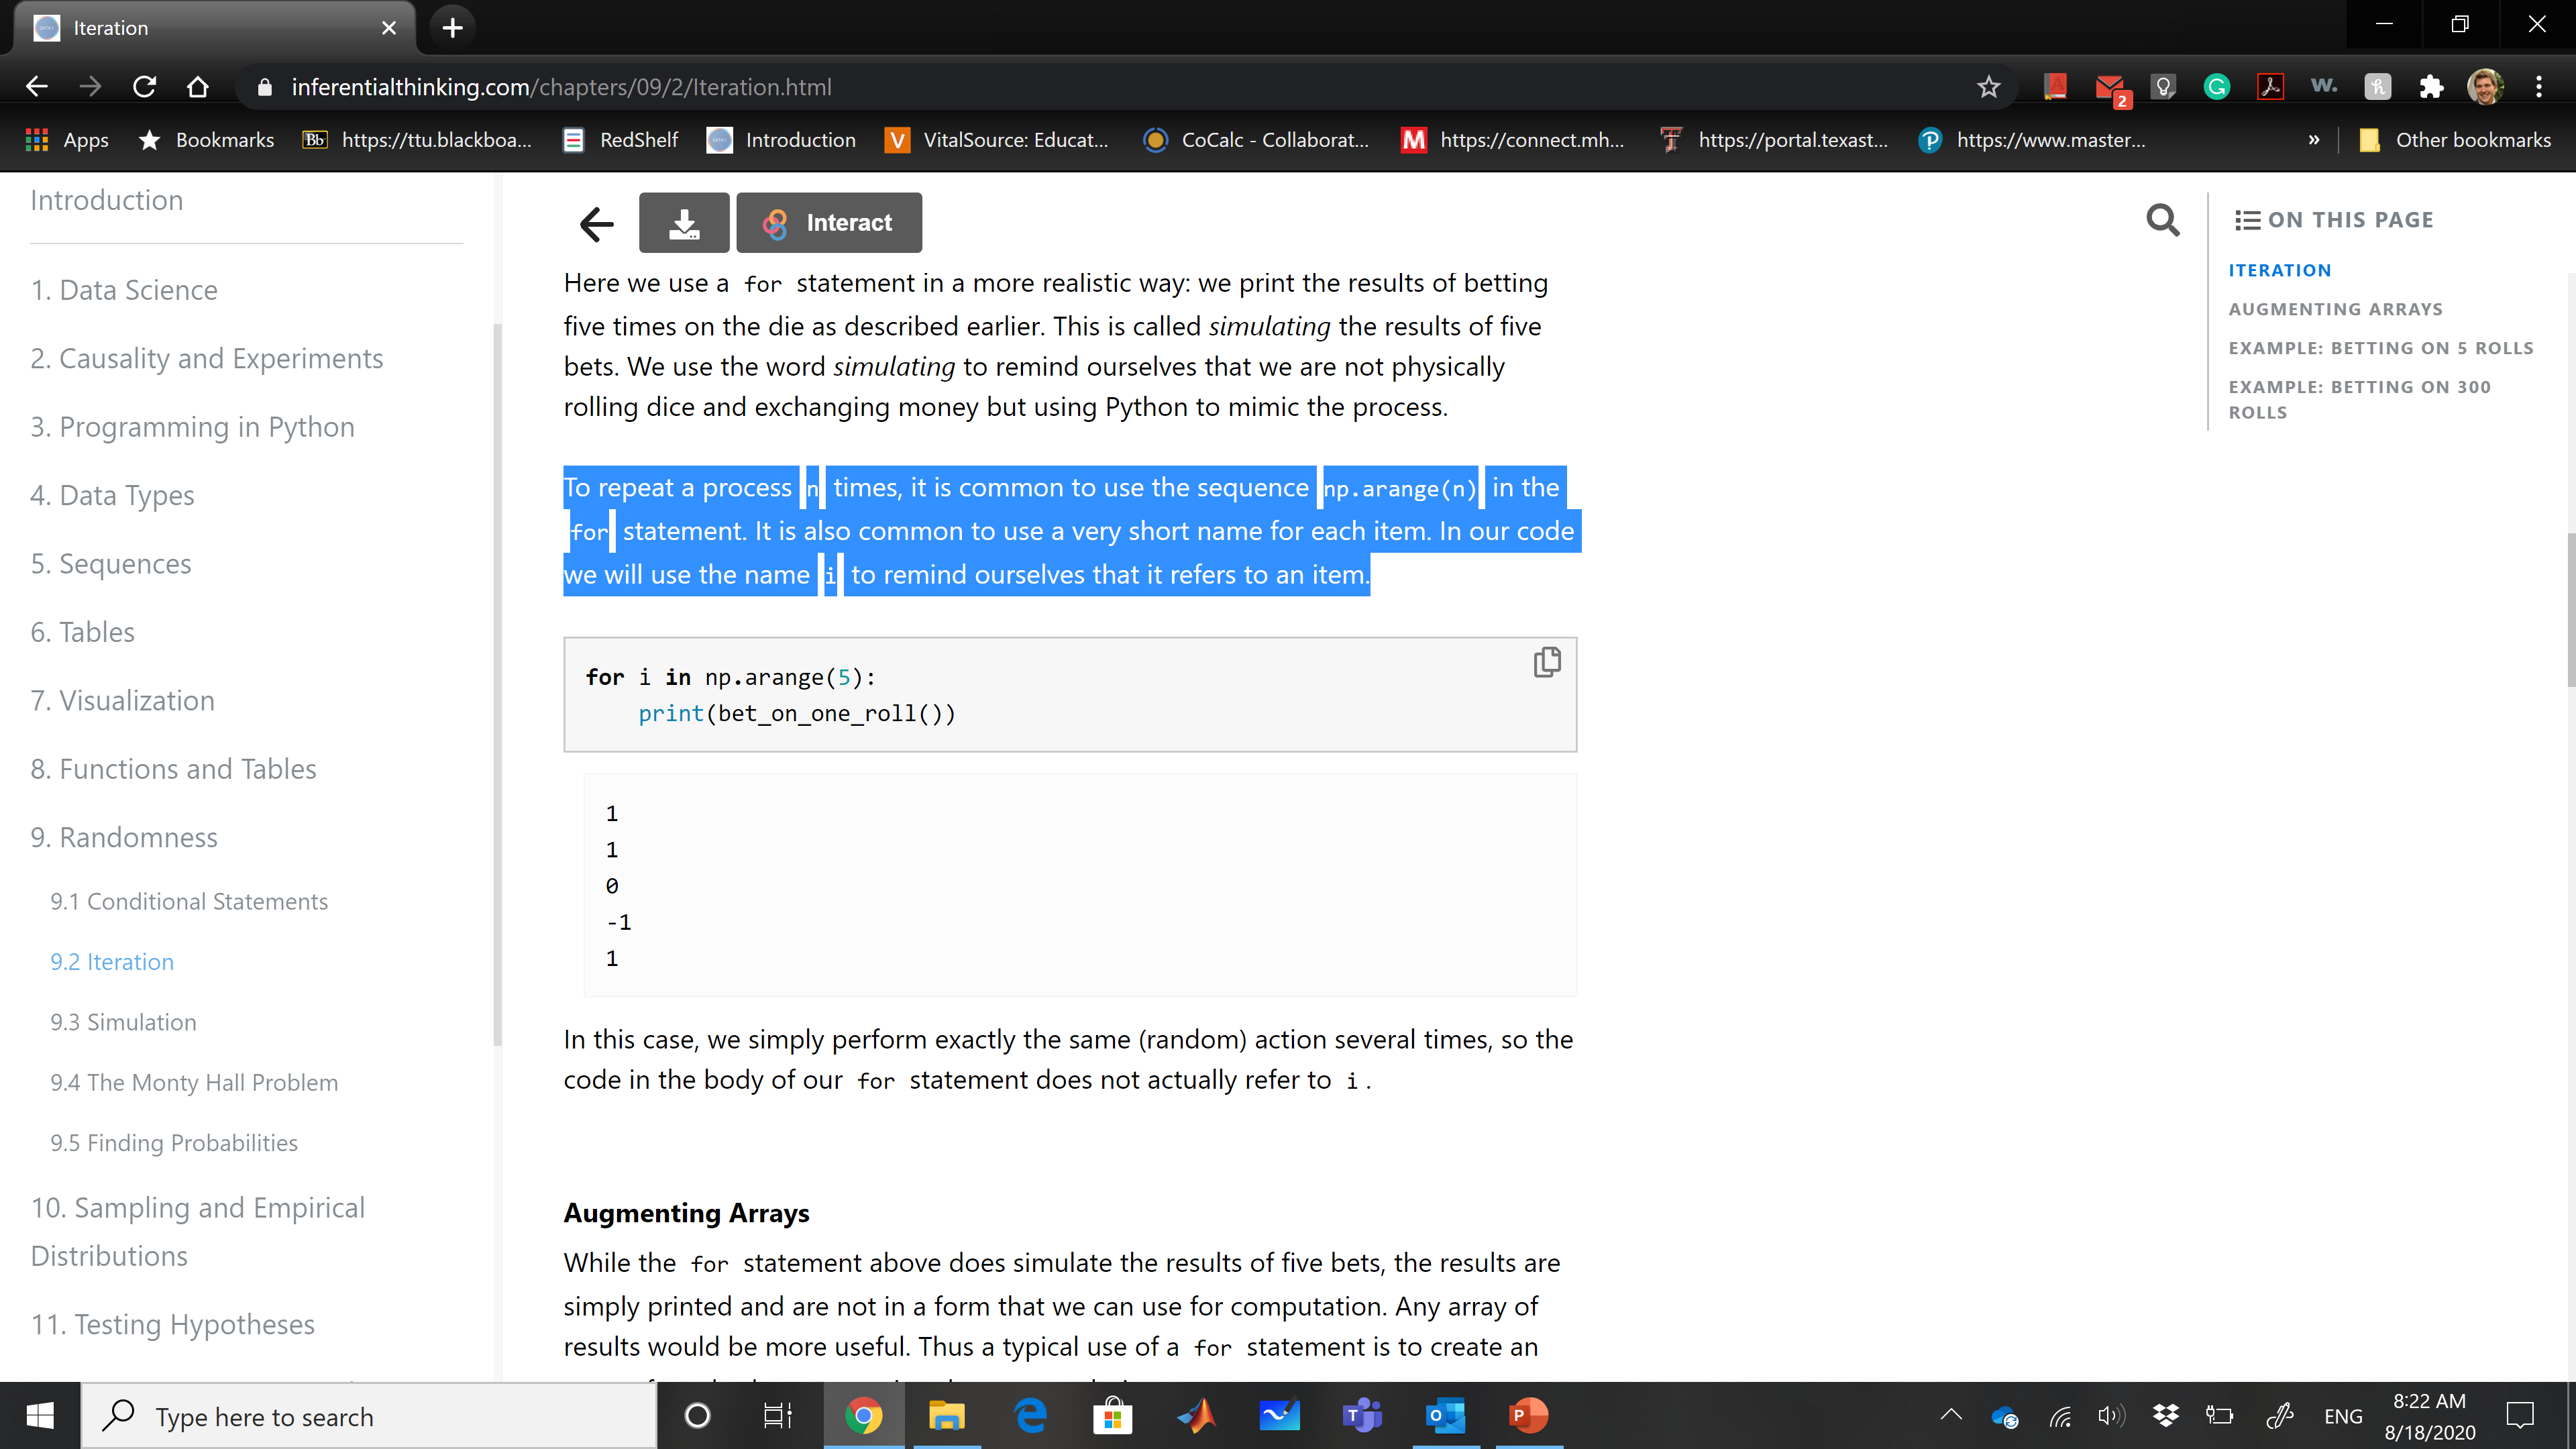 Iteration
inferentialthinking.com/chapters/09/2/Iteration.html
2
Apps
Bookmarks
Bb
https://ttu.blackboa...
RedShelf
Introduction
VitalSource: Educat...
CoCalc - Collaborat...
https://connect.mh...
https://portal.texast...
https://www.master...
»
Other bookmarks
Introduction
1. Data Science
2. Causality and Experiments
3. Programming in Python
4. Data Types
5. Sequences
6. Tables
7. Visualization
8. Functions and Tables
9. Randomness
9.1 Conditional Statements
9.2 Iteration
9.3 Simulation
9.4 The Monty Hall Problem
9.5 Finding Probabilities
10. Sampling and Empirical
Distributions
11. Testing Hypotheses
Interact
Here we use a for statement in a more realistic way: we print the results of betting
five times on the die as described earlier. This is called simulating the results of five
bets. We use the word simulating to remind ourselves that we are not physically
rolling dice and exchanging money but using Python to mimic the process.
To repeat a process n times, it is common to use the sequence np.arange(n) in the
for statement. It is also common to use a very short name for each item. In our code
we will use the name i to remind ourselves that it refers to an item.
for i in np.arange(5):
    print(bet_on_one_roll())
1
1
0
-1
1
In this case, we simply perform exactly the same (random) action several times, so the
code in the body of our for statement does not actually refer to i.
Augmenting Arrays
While the for statement above does simulate the results of five bets, the results are
simply printed and are not in a form that we can use for computation. Any array of
results would be more useful. Thus a typical use of a for statement is to create an
ON THIS PAGE
ITERATION
AUGMENTING ARRAYS
EXAMPLE: BETTING ON 5 ROLLS
EXAMPLE: BETTING ON 300
ROLLS
Type here to search
ENG
8:22 AM
8/18/2020